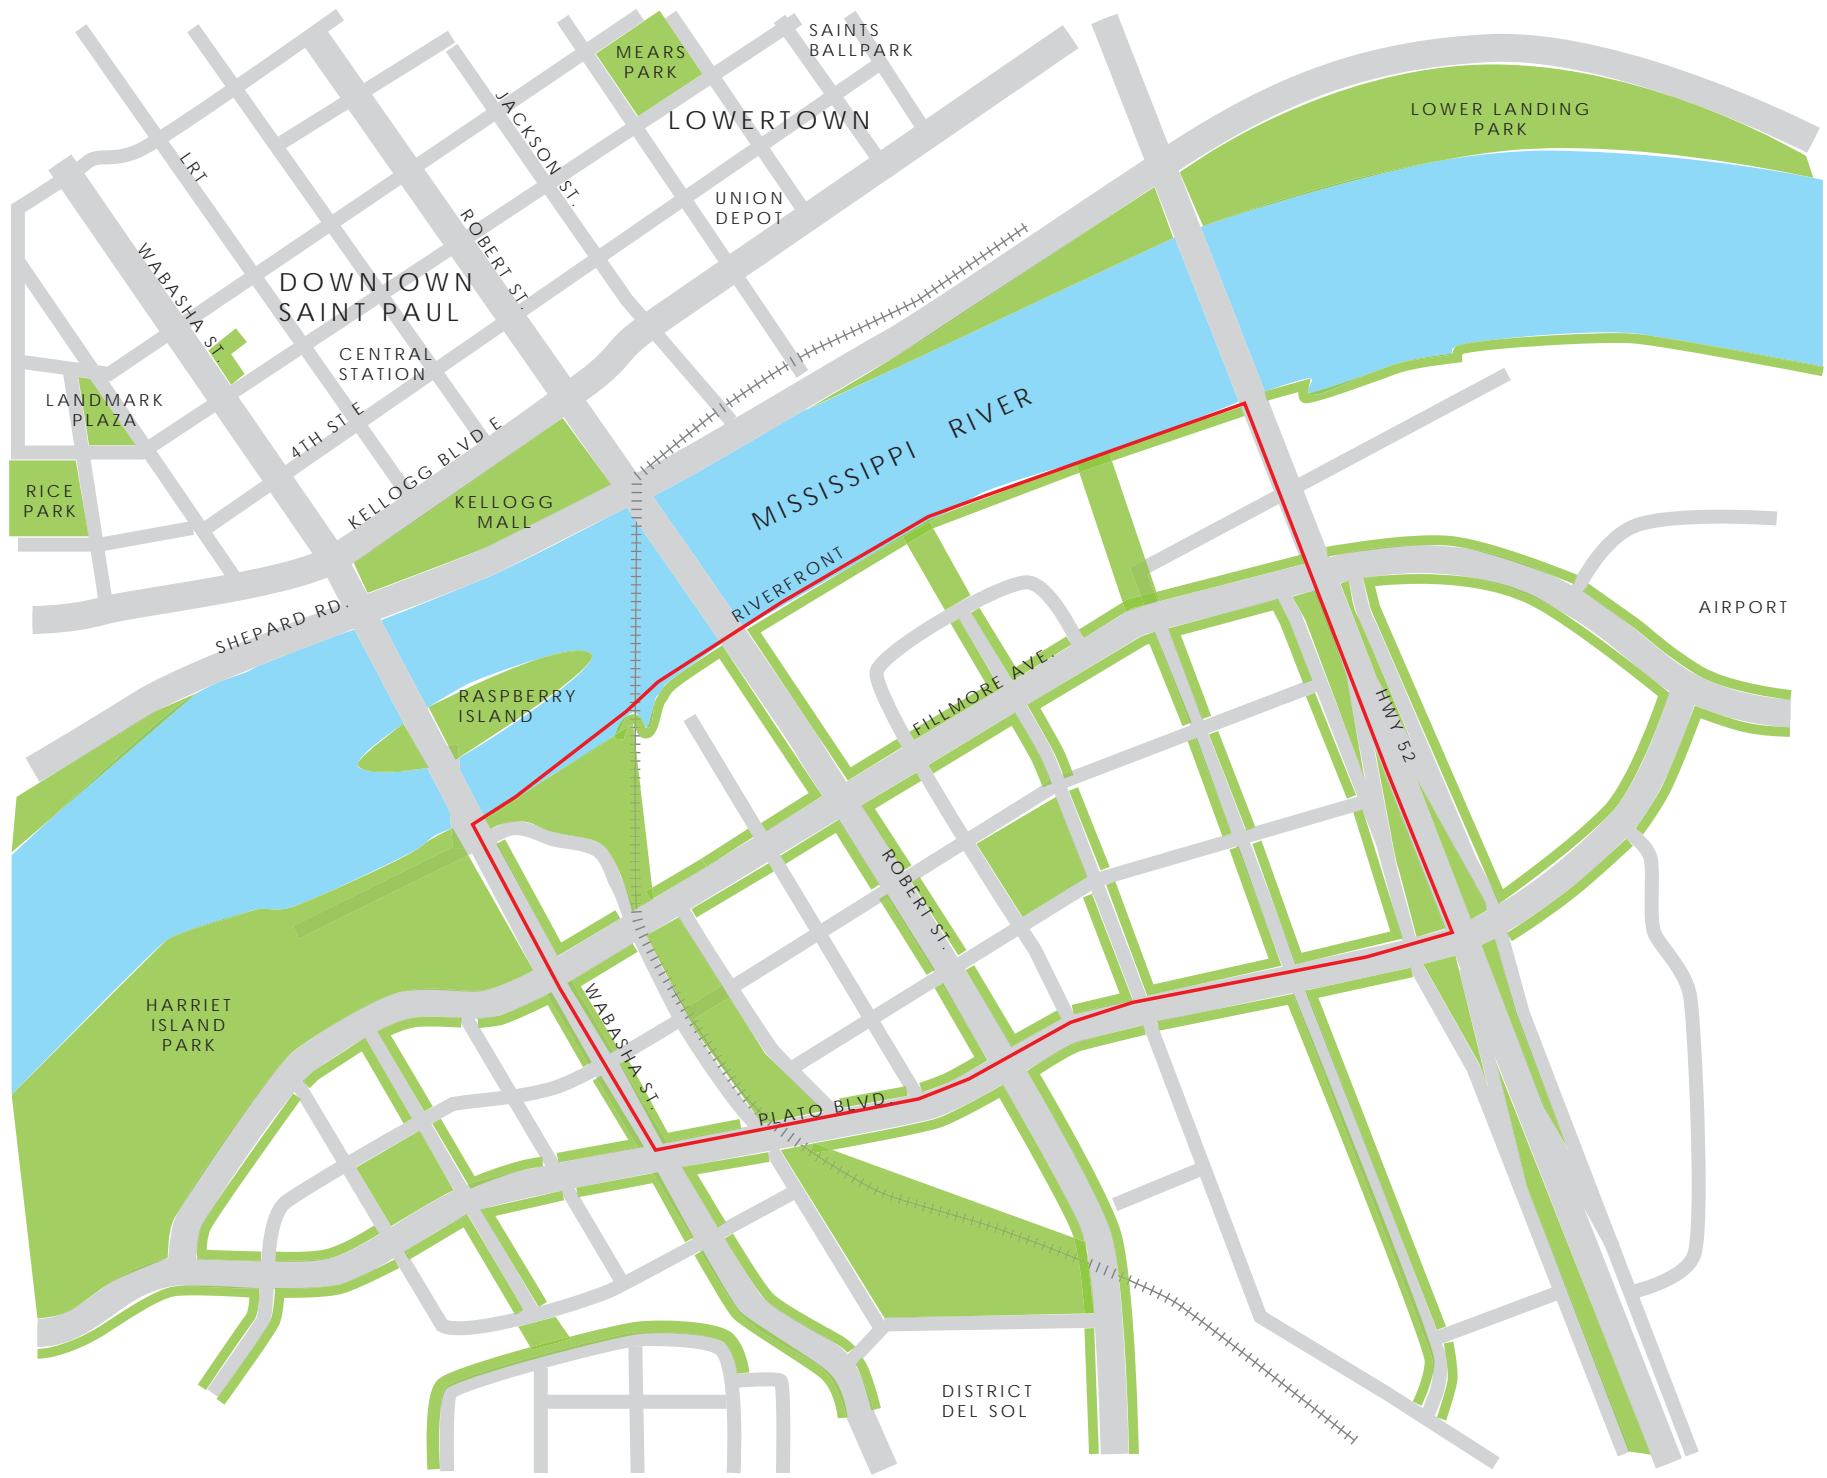 SAINTS
BALLPARK
MEARS
PARK
LOWERTOWN
LOWER LANDING
PARK
JACKSON ST.
LRT
UNION
DEPOT
ROBERT ST.
WABASHA ST.
DOWNTOWN
SAINT PAUL
CENTRAL
STATION
LANDMARK
PLAZA
4TH ST E
KELLOGG BLVD E
MISSISSIPPI RIVER
RICE
PARK
KELLOGG
MALL
RIVERFRONT
SHEPARD RD.
AIRPORT
RASPBERRY
ISLAND
FILLMORE AVE.
HWY 52
ROBERT ST.
HARRIET
ISLAND
PARK
WABASHA ST.
PLATO BLVD.
DISTRICT
DEL SOL